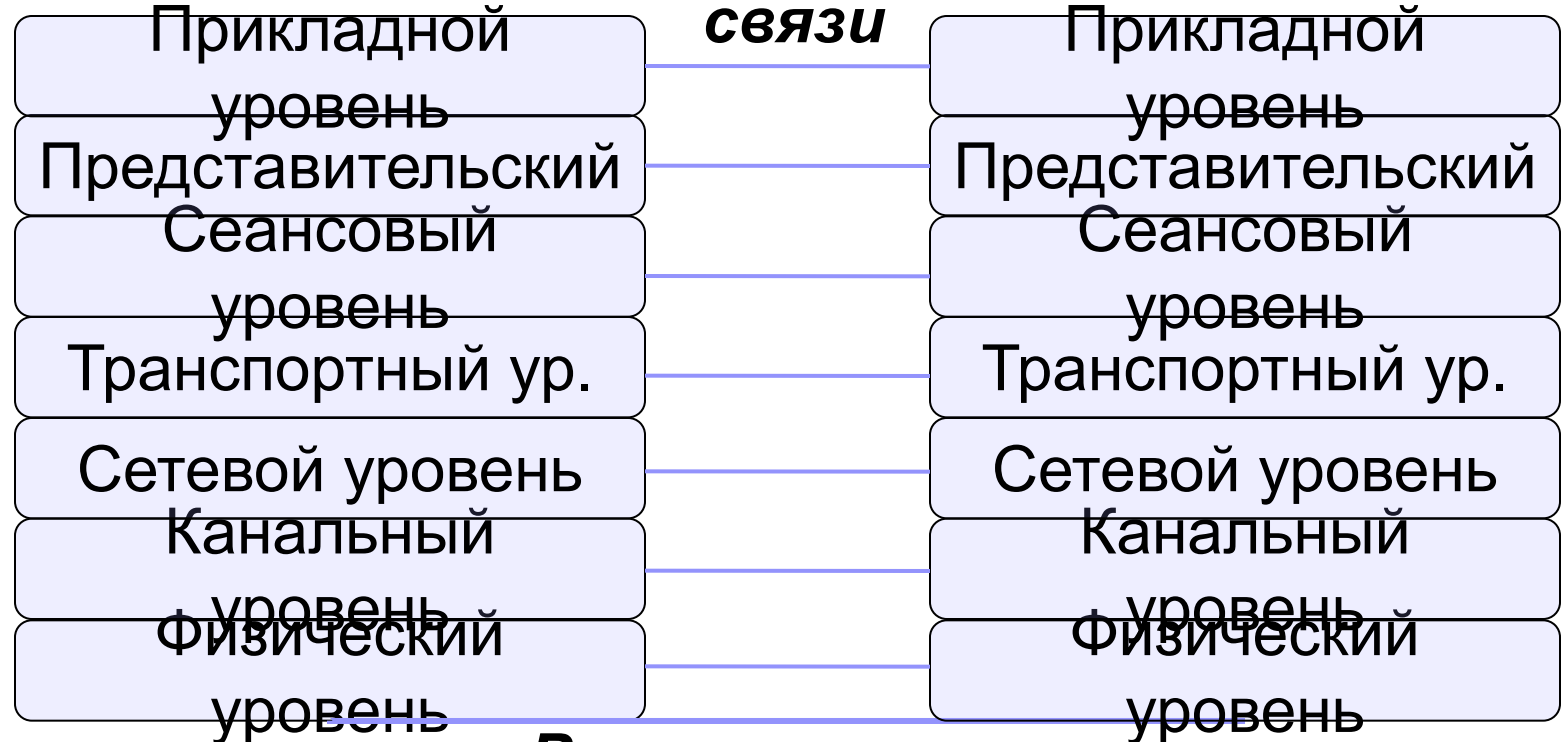 связи
Прикладной
уровень
Представительский
Сеансовый
уровень
Транспортный ур.
Сетевой уровень
Канальный
уровень
Физический
уровень
Прикладной
уровень
Представительский
Сеансовый
уровень
Транспортный ур.
Сетевой уровень
Канальный
уровень
Физический
уровень